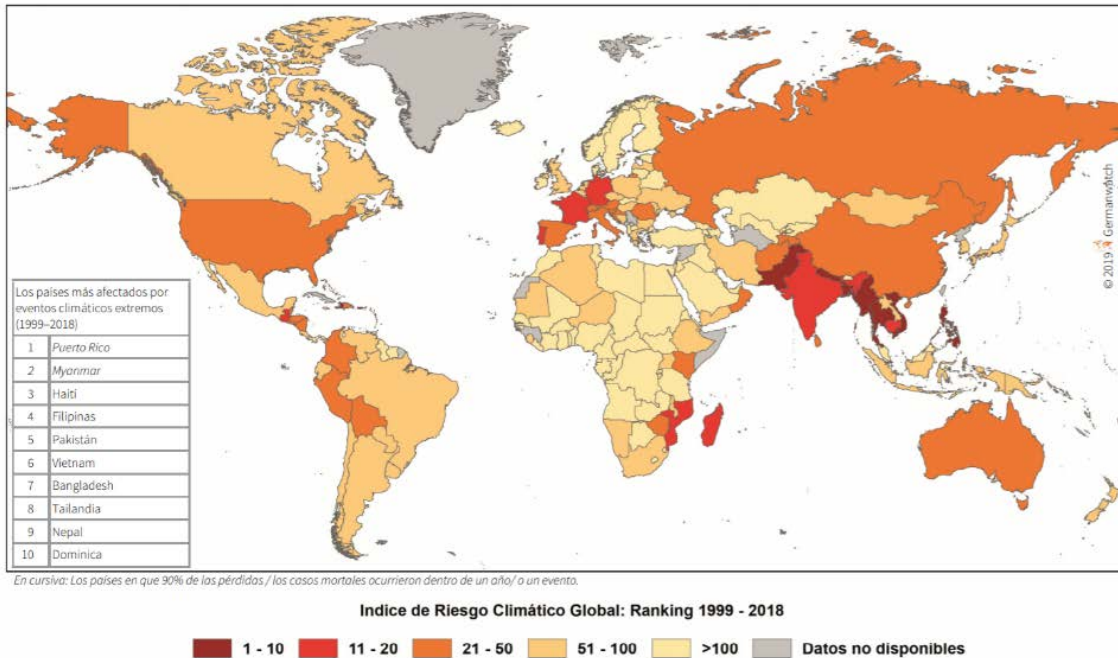 Los países más afectados por
eventos climáticos extremos
(1999–2018)
1 Puerto Rico
2 Myanmar
3 Haití
4 Filipinas
5 Pakistán
6 Vietnam
7 Bangladesh
8 Tailandia
9 Nepal
10 Dominica
© 2019 Germanwatch
En cursiva: Los países en que 90% de las pérdidas / los casos mortales ocurrieron dentro de un año/ o un evento.
Indice de Riesgo Climático Global: Ranking 1999 - 2018
1 - 10 11 - 20 21 - 50 51 - 100 >100 Datos no disponibles